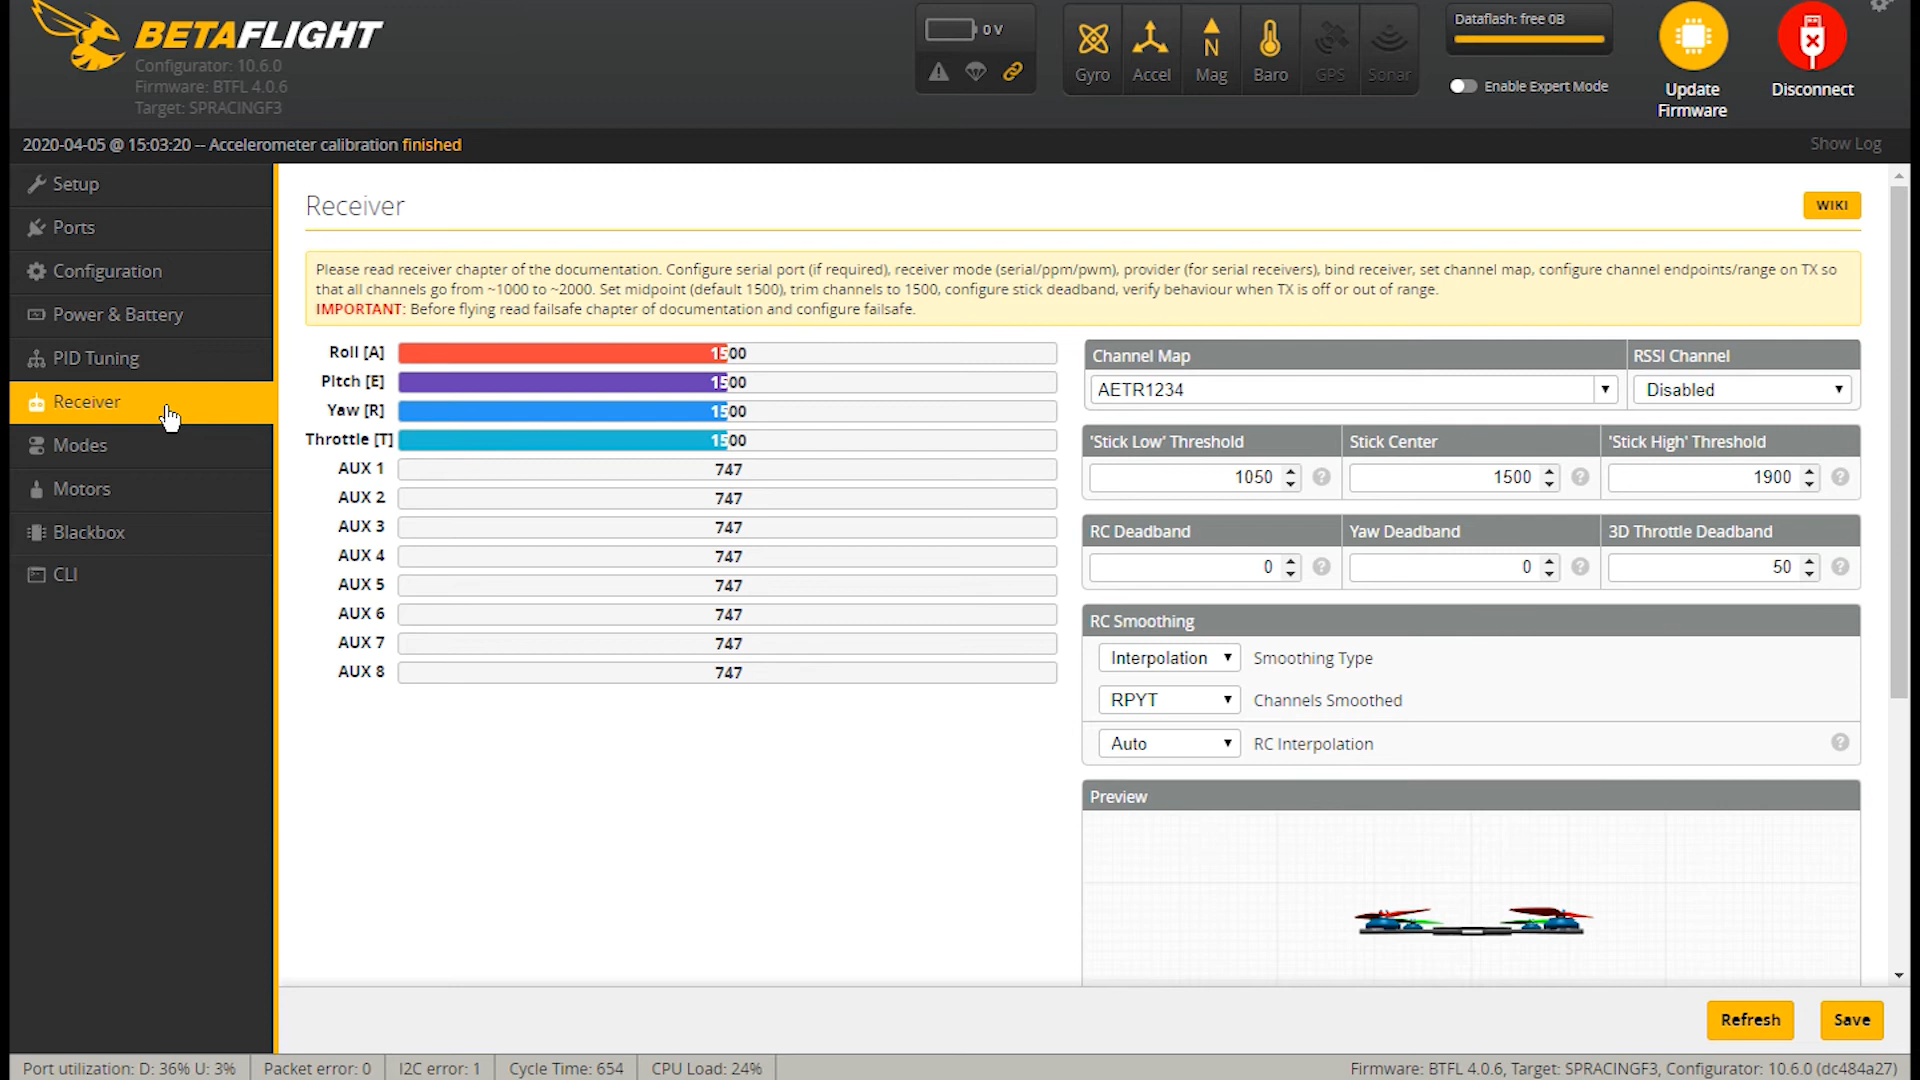 BETAFLIGHT
Configurator: 10.6.0
Firmware: BTFL 4.0.6
Target: SPRACINGF3
0 V
Gyro
Accel
N
Mag
Baro
GPS
Sonar
Dataflash: free 0B
Enable Expert Mode
Update
Firmware
Disconnect
2020-04-05 @ 15:03:20 -- Accelerometer calibration finished
Show Log
Setup
Ports
Configuration
Power & Battery
PID Tuning
Receiver
Modes
Motors
Blackbox
CLI
Receiver
WIKI
Please read receiver chapter of the documentation. Configure serial port (if required), receiver mode (serial/ppm/pwm), provider (for serial receivers), bind receiver, set channel map, configure channel endpoints/range on TX so
that all channels go from ~1000 to ~2000. Set midpoint (default 1500), trim channels to 1500, configure stick deadband, verify behaviour when TX is off or out of range.
IMPORTANT: Before flying read failsafe chapter of documentation and configure failsafe.
Roll [A] 1500
Pitch [E] 1500
Yaw [R] 1500
Throttle [T] 1500
AUX 1 747
AUX 2 747
AUX 3 747
AUX 4 747
AUX 5 747
AUX 6 747
AUX 7 747
AUX 8 747
Channel Map
RSSI Channel
AETR1234
Disabled
'Stick Low' Threshold
Stick Center
'Stick High' Threshold
1050 ?
1500 ?
1900 ?
RC Deadband
Yaw Deadband
3D Throttle Deadband
0 ?
0 ?
50 ?
RC Smoothing
Interpolation
Smoothing Type
RPYT
Channels Smoothed
Auto
RC Interpolation
?
Preview
Refresh
Save
Port utilization: D: 36% U: 3%
Packet error: 0
I2C error: 1
Cycle Time: 654
CPU Load: 24%
Firmware: BTFL 4.0.6, Target: SPRACINGF3, Configurator: 10.6.0 (dc484a27)